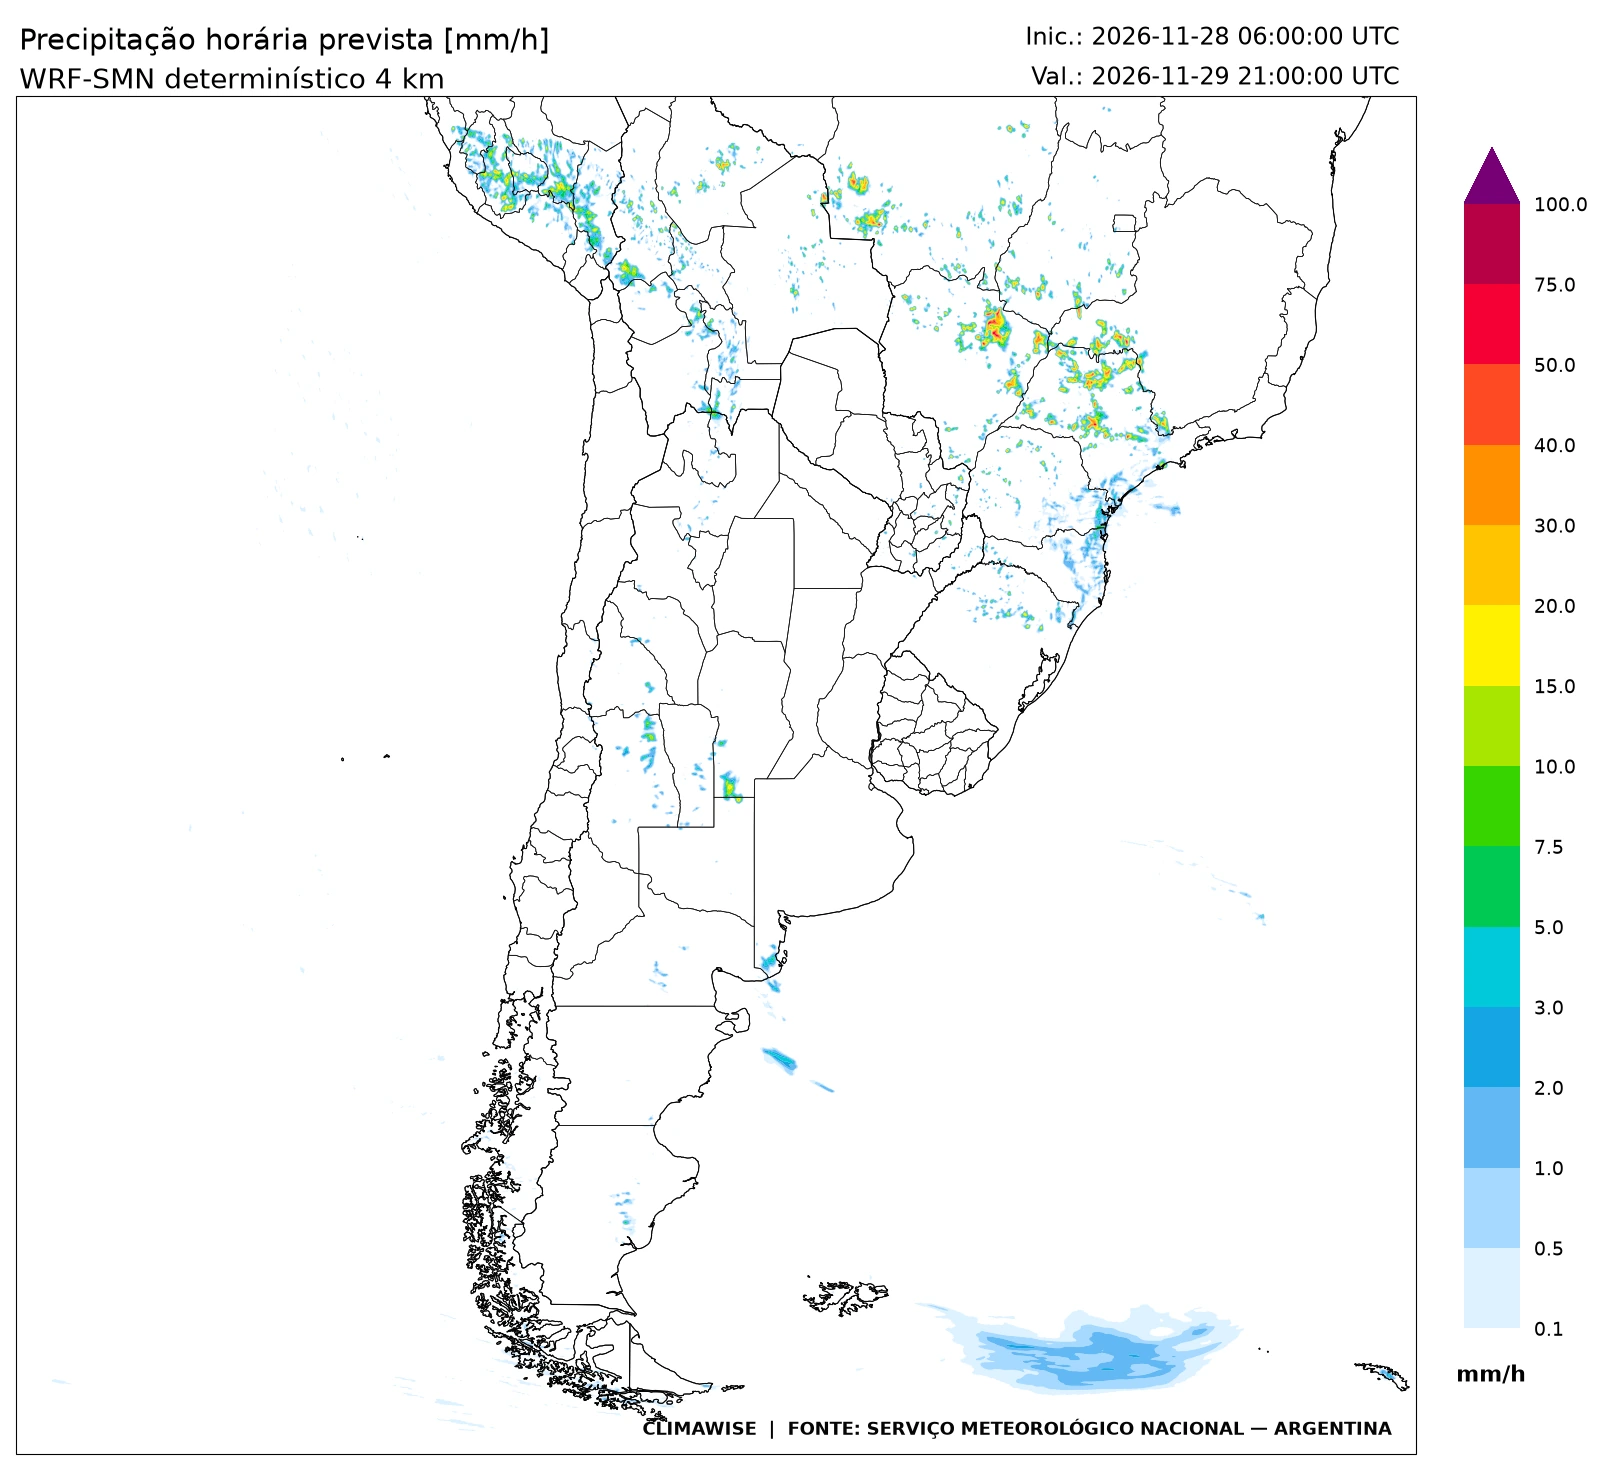 Precipitação horária prevista [mm/h]
WRF-SMN determinístico 4 km
Inic.: 2026-11-28 06:00:00 UTC
Val.: 2026-11-29 21:00:00 UTC
100.0
75.0
50.0
40.0
30.0
20.0
15.0
10.0
7.5
5.0
3.0
2.0
1.0
0.5
0.1
mm/h
CLIMAWISE | FONTE: SERVIÇO METEOROLÓGICO NACIONAL — ARGENTINA